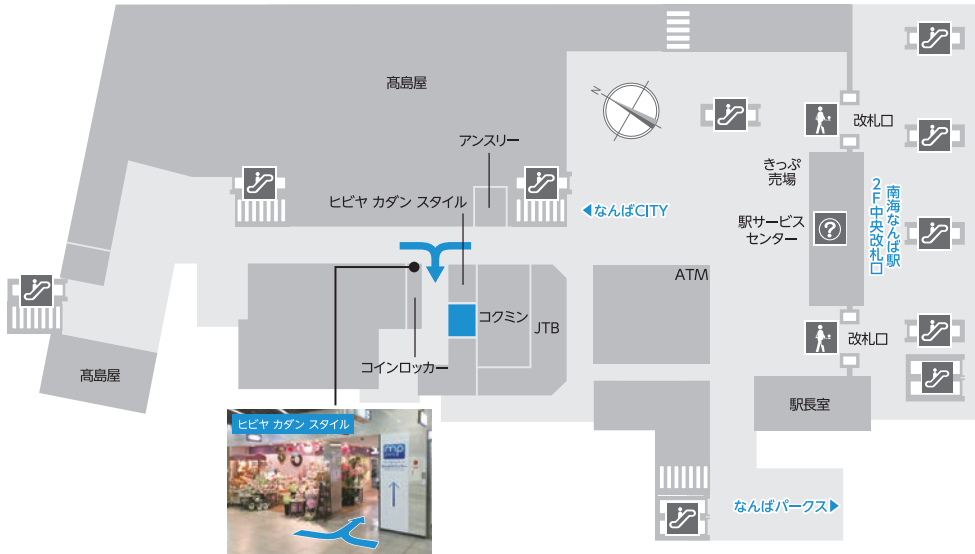 髙島屋
N
改札口
アンスリー
きっぷ
売場
ヒビヤ カダン スタイル
なんばCITY
駅サービス
センター
?
南海なんば駅
2F中央改札口
ATM
コクミン
JTB
改札口
コインロッカー
髙島屋
駅長室
ヒビヤ カダン スタイル
mp
なんばパークス